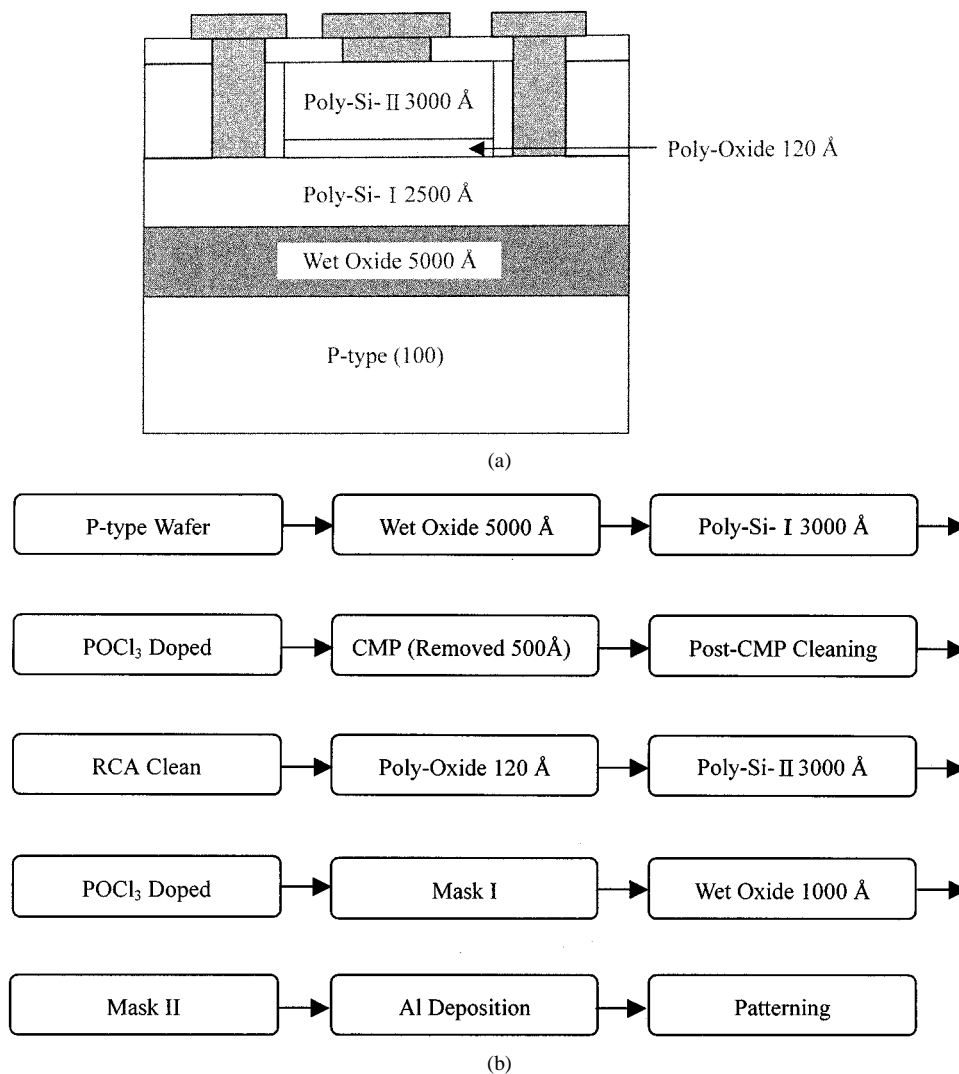 Poly-Si-II 3000 Å
Poly-Oxide 120 Å
Poly-Si-I 2500 Å
Wet Oxide 5000 Å
P-type (100)
(a)
P-type Wafer
Wet Oxide 5000 Å
Poly-Si-I 3000 Å
POCl₃ Doped
CMP (Removed 500Å)
Post-CMP Cleaning
RCA Clean
Poly-Oxide 120 Å
Poly-Si-II 3000 Å
POCl₃ Doped
Mask I
Wet Oxide 1000 Å
Mask II
Al Deposition
Patterning
(b)